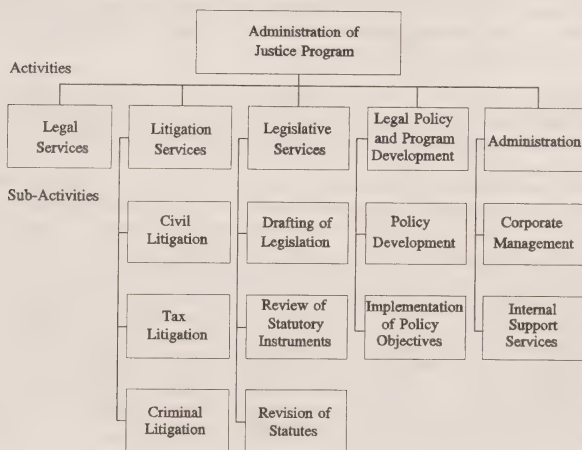 Administration of
Justice Program
Activities
Legal
Services
Litigation
Services
Legislative
Services
Legal Policy
and Program
Development
Administration
Sub-Activities
Civil
Litigation
Drafting of
Legislation
Policy
Development
Corporate
Management
Tax
Litigation
Review of
Statutory
Instruments
Implementation
of Policy
Objectives
Internal
Support
Services
Criminal
Litigation
Revision of
Statutes